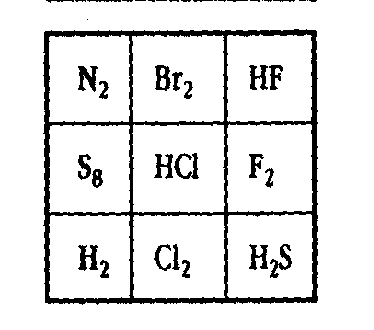 N₂ Br₂ HF
S₈ HCl F₂
H₂ Cl₂ H₂S